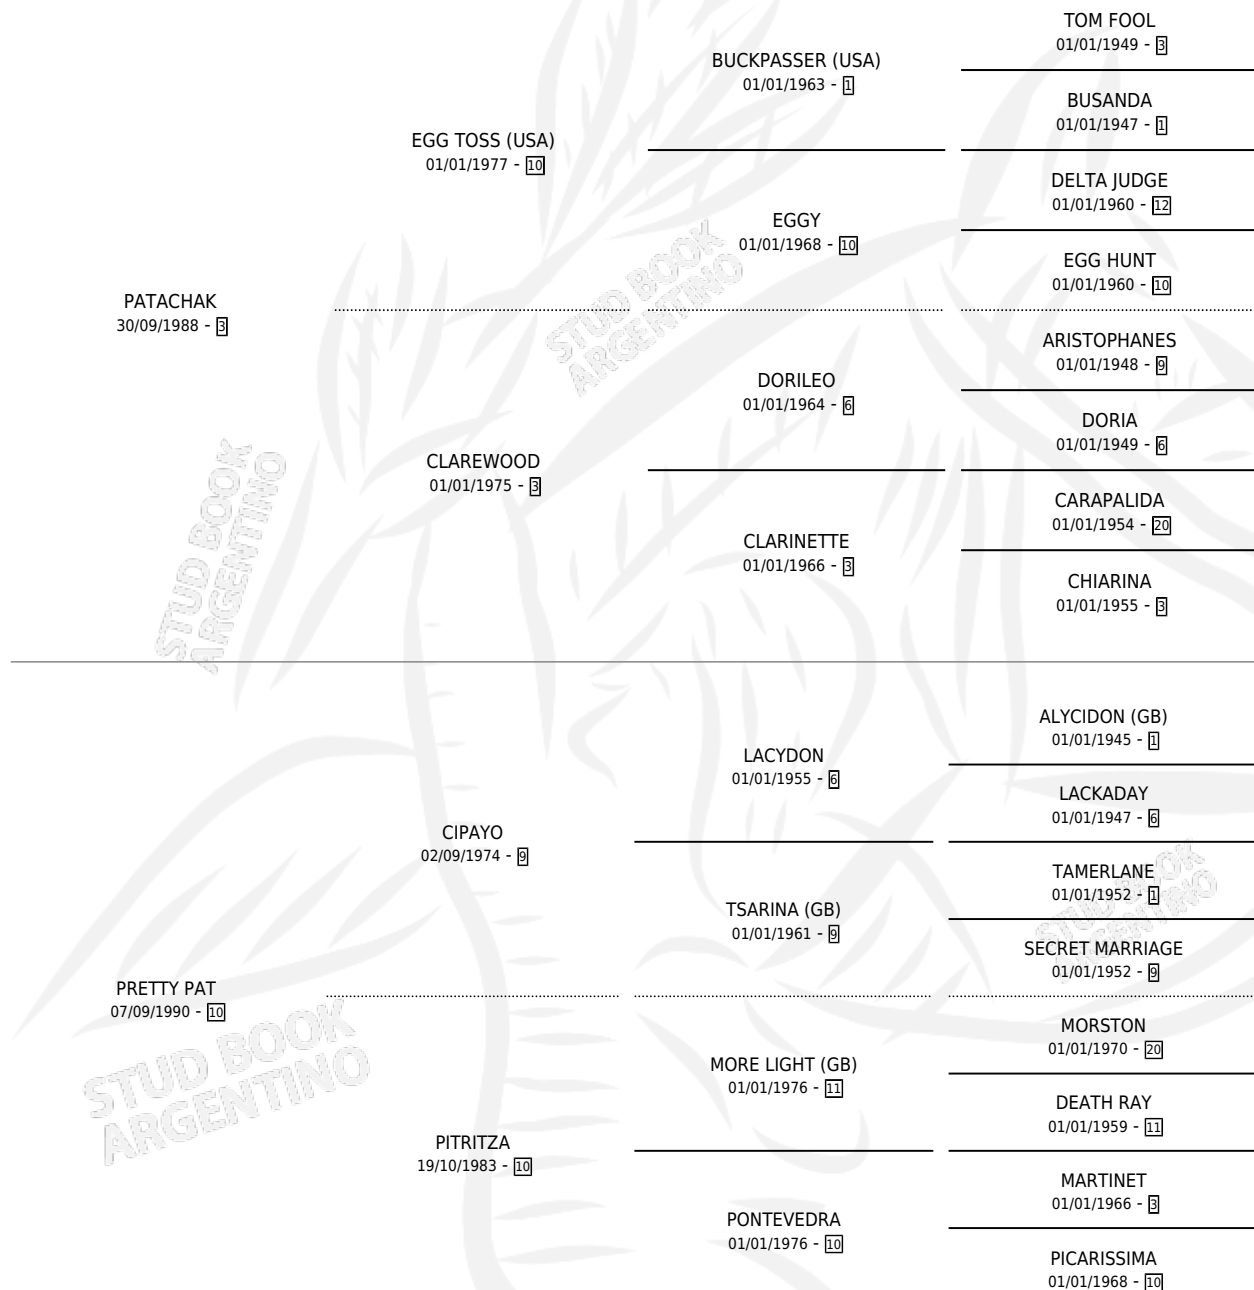 TOM FOOL
01/01/1949 - 3
BUCKPASSER (USA)
01/01/1963 - 1
BUSANDA
01/01/1947 - 1
EGG TOSS (USA)
01/01/1977 - 10
DELTA JUDGE
01/01/1960 - 12
EGGY
01/01/1968 - 10
EGG HUNT
01/01/1960 - 10
PATACHAK
30/09/1988 - 3
STUD BOOK
ARGENTINO
ARISTOPHANES
01/01/1948 - 9
DORILEO
01/01/1964 - 6
DORIA
01/01/1949 - 6
CLAREWOOD
01/01/1975 - 3
CARAPALIDA
01/01/1954 - 20
CLARINETTE
01/01/1966 - 3
CHIARINA
01/01/1955 - 3
STUD BOOK
ARGENTINO
ALYCIDON (GB)
01/01/1945 - 1
LACYDON
01/01/1955 - 6
LACKADAY
01/01/1947 - 6
CIPAYO
02/09/1974 - 9
TAMERLANE
01/01/1952 - 1
TSARINA (GB)
01/01/1961 - 9
SECRET MARRIAGE
01/01/1952 - 9
STUD BOOK
ARGENTINO
PRETTY PAT
07/09/1990 - 10
STUD BOOK
ARGENTINO
MORSTON
01/01/1970 - 20
MORE LIGHT (GB)
01/01/1976 - 11
DEATH RAY
01/01/1959 - 11
PITRITZA
19/10/1983 - 10
MARTINET
01/01/1966 - 3
PONTEVEDRA
01/01/1976 - 10
PICARISSIMA
01/01/1968 - 10